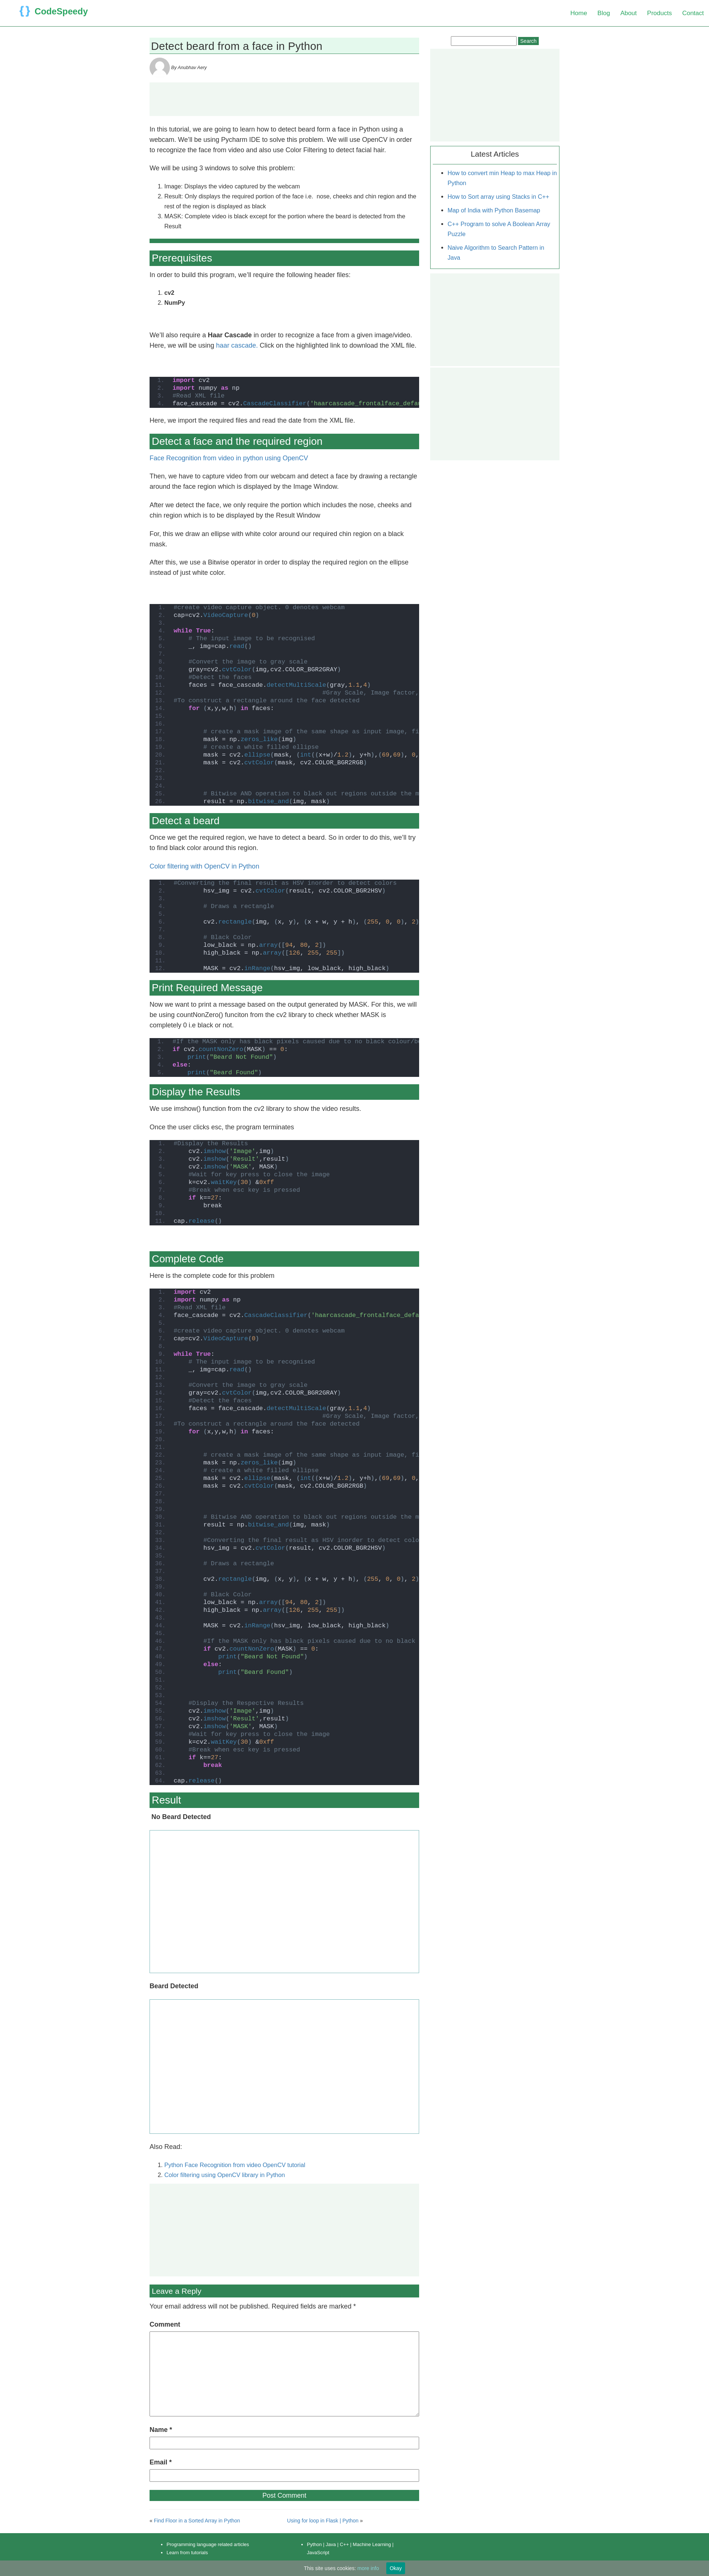 {} CodeSpeedy
Home Blog About Products Contact
Detect beard from a face in Python
By Anubhav Aery
In this tutorial, we are going to learn how to detect beard form a face in Python using a
webcam. We'll be using Pycharm IDE to solve this problem. We will use OpenCV in order
to recognize the face from video and also use Color Filtering to detect facial hair.
We will be using 3 windows to solve this problem:
1. Image: Displays the video captured by the webcam
2. Result: Only displays the required portion of the face i.e. nose, cheeks and chin region and the
rest of the region is displayed as black
3. MASK: Complete video is black except for the portion where the beard is detected from the
Result
Prerequisites
In order to build this program, we'll require the following header files:
1. cv2
2. NumPy
We'll also require a Haar Cascade in order to recognize a face from a given image/video.
Here, we will be using haar cascade. Click on the highlighted link to download the XML file.
1. import cv2
2. import numpy as np
3. #Read XML file
4. face_cascade = cv2.CascadeClassifier('haarcascade_frontalface_defau
Here, we import the required files and read the date from the XML file.
Detect a face and the required region
Face Recognition from video in python using OpenCV
Then, we have to capture video from our webcam and detect a face by drawing a rectangle
around the face region which is displayed by the Image Window.
After we detect the face, we only require the portion which includes the nose, cheeks and
chin region which is to be displayed by the Result Window
For, this we draw an ellipse with white color around our required chin region on a black
mask.
After this, we use a Bitwise operator in order to display the required region on the ellipse
instead of just white color.
1. #create video capture object. 0 denotes webcam
2. cap=cv2.VideoCapture(0)
3.
4. while True:
5. # The input image to be recognised
6. _, img=cap.read()
7.
8. #Convert the image to gray scale
9. gray=cv2.cvtColor(img,cv2.COLOR_BGR2GRAY)
10. #Detect the faces
11. faces = face_cascade.detectMultiScale(gray,1.1,4)
12. #Gray Scale, Image factor,
13. #To construct a rectangle around the face detected
14. for (x,y,w,h) in faces:
15.
16.
17. # create a mask image of the same shape as input image, fi
18. mask = np.zeros_like(img)
19. # create a white filled ellipse
20. mask = cv2.ellipse(mask, (int((x+w)/1.2), y+h),(69,69), 0,
21. mask = cv2.cvtColor(mask, cv2.COLOR_BGR2RGB)
22.
23.
24.
25. # Bitwise AND operation to black out regions outside the m
26. result = np.bitwise_and(img, mask)
Detect a beard
Once we get the required region, we have to detect a beard. So in order to do this, we'll try
to find black color around this region.
Color filtering with OpenCV in Python
1. #Converting the final result as HSV inorder to detect colors
2. hsv_img = cv2.cvtColor(result, cv2.COLOR_BGR2HSV)
3.
4. # Draws a rectangle
5.
6. cv2.rectangle(img, (x, y), (x + w, y + h), (255, 0, 0), 2)
7.
8. # Black Color
9. low_black = np.array([94, 80, 2])
10. high_black = np.array([126, 255, 255])
11.
12. MASK = cv2.inRange(hsv_img, low_black, high_black)
Print Required Message
Now we want to print a message based on the output generated by MASK. For this, we will
be using countNonZero() funciton from the cv2 library to check whether MASK is
completely 0 i.e black or not.
1. #If the MASK only has black pixels caused due to no black colour/be
2. if cv2.countNonZero(MASK) == 0:
3. print("Beard Not Found")
4. else:
5. print("Beard Found")
Display the Results
We use imshow() function from the cv2 library to show the video results.
Once the user clicks esc, the program terminates
1. #Display the Results
2. cv2.imshow('Image',img)
3. cv2.imshow('Result',result)
4. cv2.imshow('MASK', MASK)
5. #Wait for key press to close the image
6. k=cv2.waitKey(30) &0xff
7. #Break when esc key is pressed
8. if k==27:
9. break
10.
11. cap.release()
Complete Code
Here is the complete code for this problem
1. import cv2
2. import numpy as np
3. #Read XML file
4. face_cascade = cv2.CascadeClassifier('haarcascade_frontalface_defau
5.
6. #create video capture object. 0 denotes webcam
7. cap=cv2.VideoCapture(0)
8.
9. while True:
10. # The input image to be recognised
11. _, img=cap.read()
12.
13. #Convert the image to gray scale
14. gray=cv2.cvtColor(img,cv2.COLOR_BGR2GRAY)
15. #Detect the faces
16. faces = face_cascade.detectMultiScale(gray,1.1,4)
17. #Gray Scale, Image factor,
18. #To construct a rectangle around the face detected
19. for (x,y,w,h) in faces:
20.
21.
22. # create a mask image of the same shape as input image, fi
23. mask = np.zeros_like(img)
24. # create a white filled ellipse
25. mask = cv2.ellipse(mask, (int((x+w)/1.2), y+h),(69,69), 0,
26. mask = cv2.cvtColor(mask, cv2.COLOR_BGR2RGB)
27.
28.
29.
30. # Bitwise AND operation to black out regions outside the m
31. result = np.bitwise_and(img, mask)
32.
33. #Converting the final result as HSV inorder to detect colo
34. hsv_img = cv2.cvtColor(result, cv2.COLOR_BGR2HSV)
35.
36. # Draws a rectangle
37.
38. cv2.rectangle(img, (x, y), (x + w, y + h), (255, 0, 0), 2)
39.
40. # Black Color
41. low_black = np.array([94, 80, 2])
42. high_black = np.array([126, 255, 255])
43.
44. MASK = cv2.inRange(hsv_img, low_black, high_black)
45.
46. #If the MASK only has black pixels caused due to no black
47. if cv2.countNonZero(MASK) == 0:
48. print("Beard Not Found")
49. else:
50. print("Beard Found")
51.
52.
53.
54. #Display the Respective Results
55. cv2.imshow('Image',img)
56. cv2.imshow('Result',result)
57. cv2.imshow('MASK', MASK)
58. #Wait for key press to close the image
59. k=cv2.waitKey(30) &0xff
60. #Break when esc key is pressed
61. if k==27:
62. break
63.
64. cap.release()
Result
No Beard Detected
Beard Detected
Also Read:
1. Python Face Recognition from video OpenCV tutorial
2. Color filtering using OpenCV library in Python
Leave a Reply
Your email address will not be published. Required fields are marked *
Comment
Name *
Email *
Post Comment
« Find Floor in a Sorted Array in Python
Using for loop in Flask | Python »
Search
Latest Articles
How to convert min Heap to max Heap in
Python
How to Sort array using Stacks in C++
Map of India with Python Basemap
C++ Program to solve A Boolean Array
Puzzle
Naive Algorithm to Search Pattern in
Java
Programming language related articles
Learn from tutorials
Python | Java | C++ | Machine Learning |
JavaScript
This site uses cookies: more info Okay